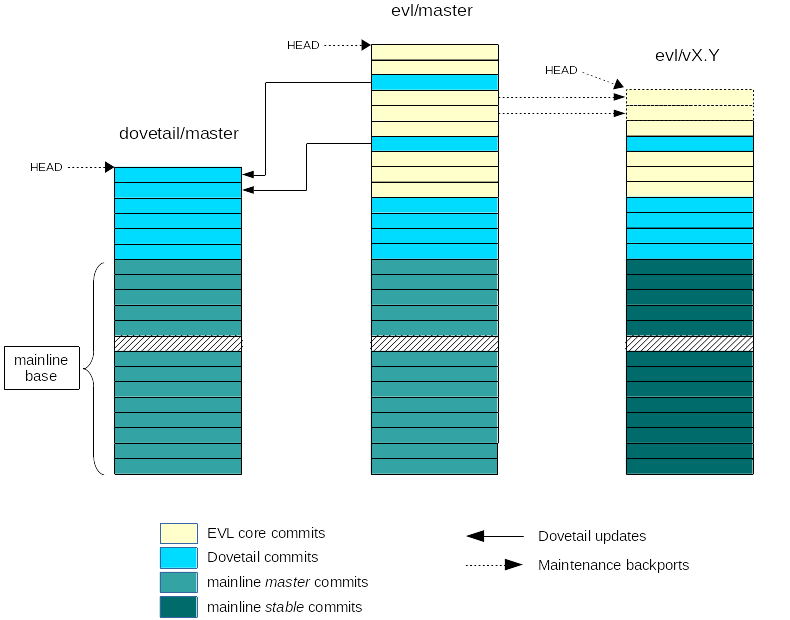 evl/master
HEAD
evl/vX.Y
HEAD
dovetail/master
HEAD
mainline
base
EVL core commits
Dovetail commits
mainline master commits
mainline stable commits
Dovetail updates
Maintenance backports